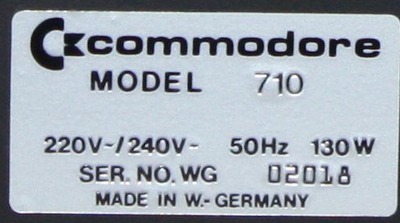 commodore
MODEL 710
220V~/240V~ 50Hz 130W
SER. NO. WG 02018
MADE IN W.-GERMANY